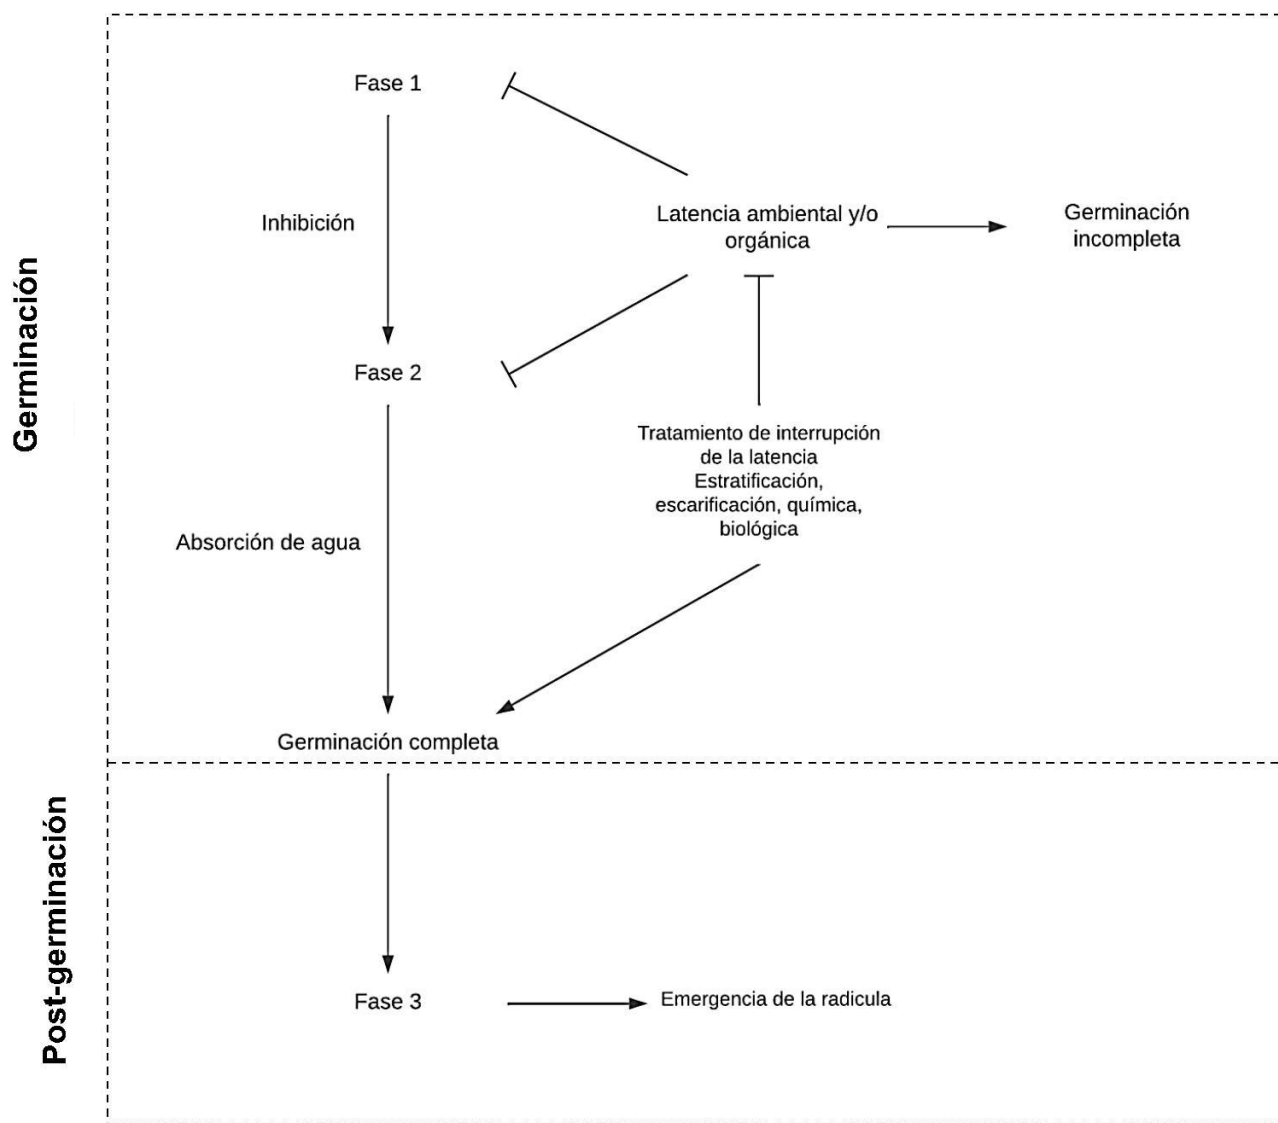 Germinación
Fase 1
Inhibición
Latencia ambiental y/o
orgánica
Germinación
incompleta
Fase 2
Tratamiento de interrupción
de la latencia
Estratificación,
escarificación, química,
biológica
Absorción de agua
Germinación completa
Post-germinación
Fase 3
Emergencia de la radicula